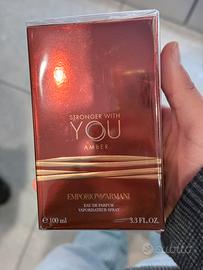 STRONGER WITH
YOU
AMBER
EMPORIO ARMANI
EAU DE PARFUM
VAPORISATEUR-SPRAY
℮ 100 ml
3.3 FL.OZ.
subito